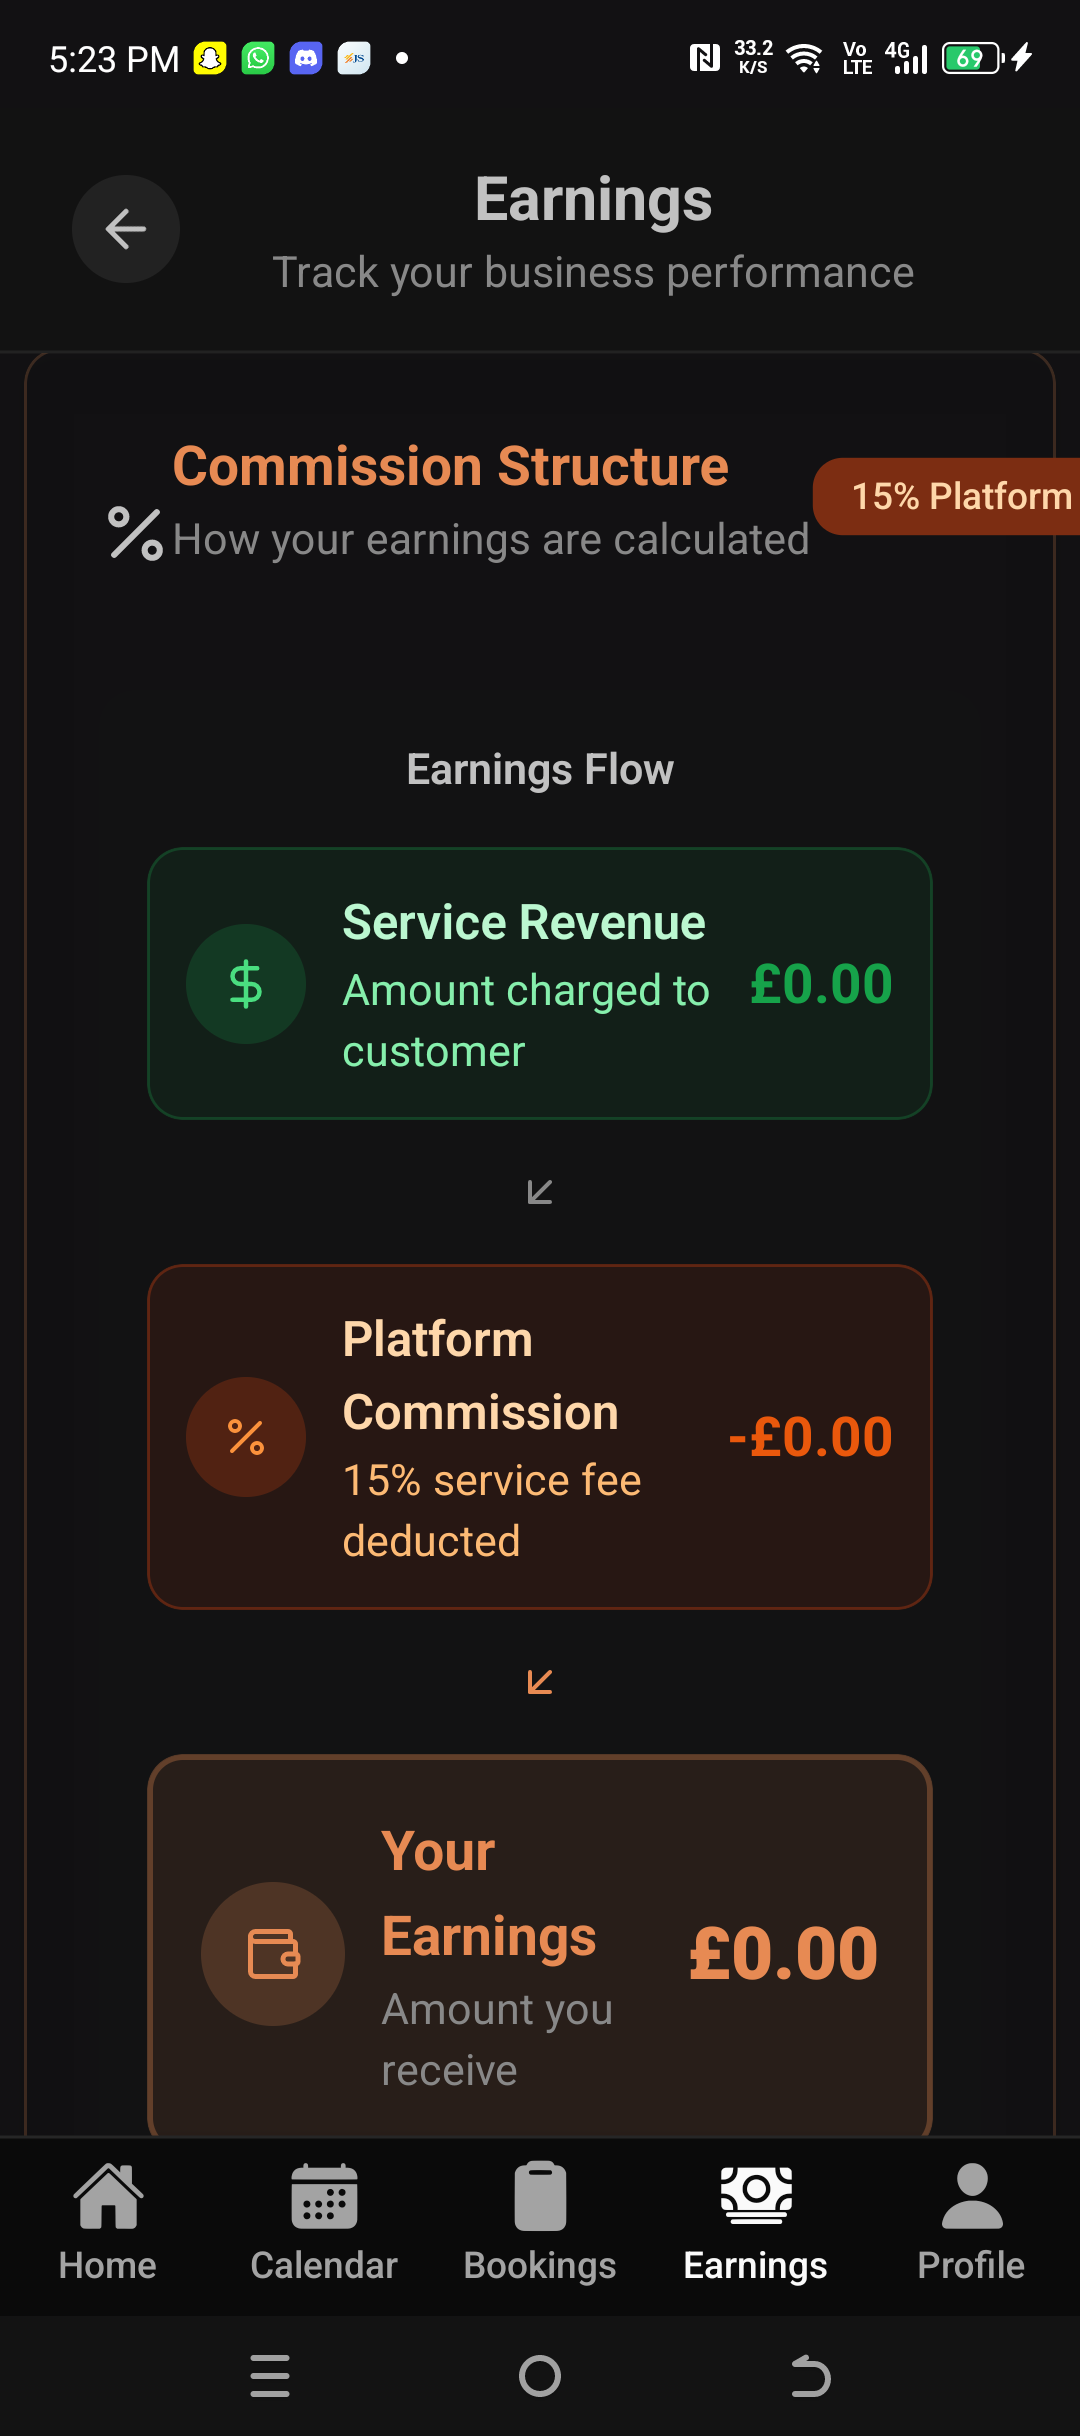 5:23 PM
JS
33.2
K/S
Vo
LTE
4G
69
Earnings
Track your business performance
Commission Structure
15% Platform
How your earnings are calculated
Earnings Flow
Service Revenue
Amount charged to
customer
£0.00
Platform
Commission
15% service fee
deducted
-£0.00
Your
Earnings
Amount you
receive
£0.00
Home
Calendar
Bookings
Earnings
Profile